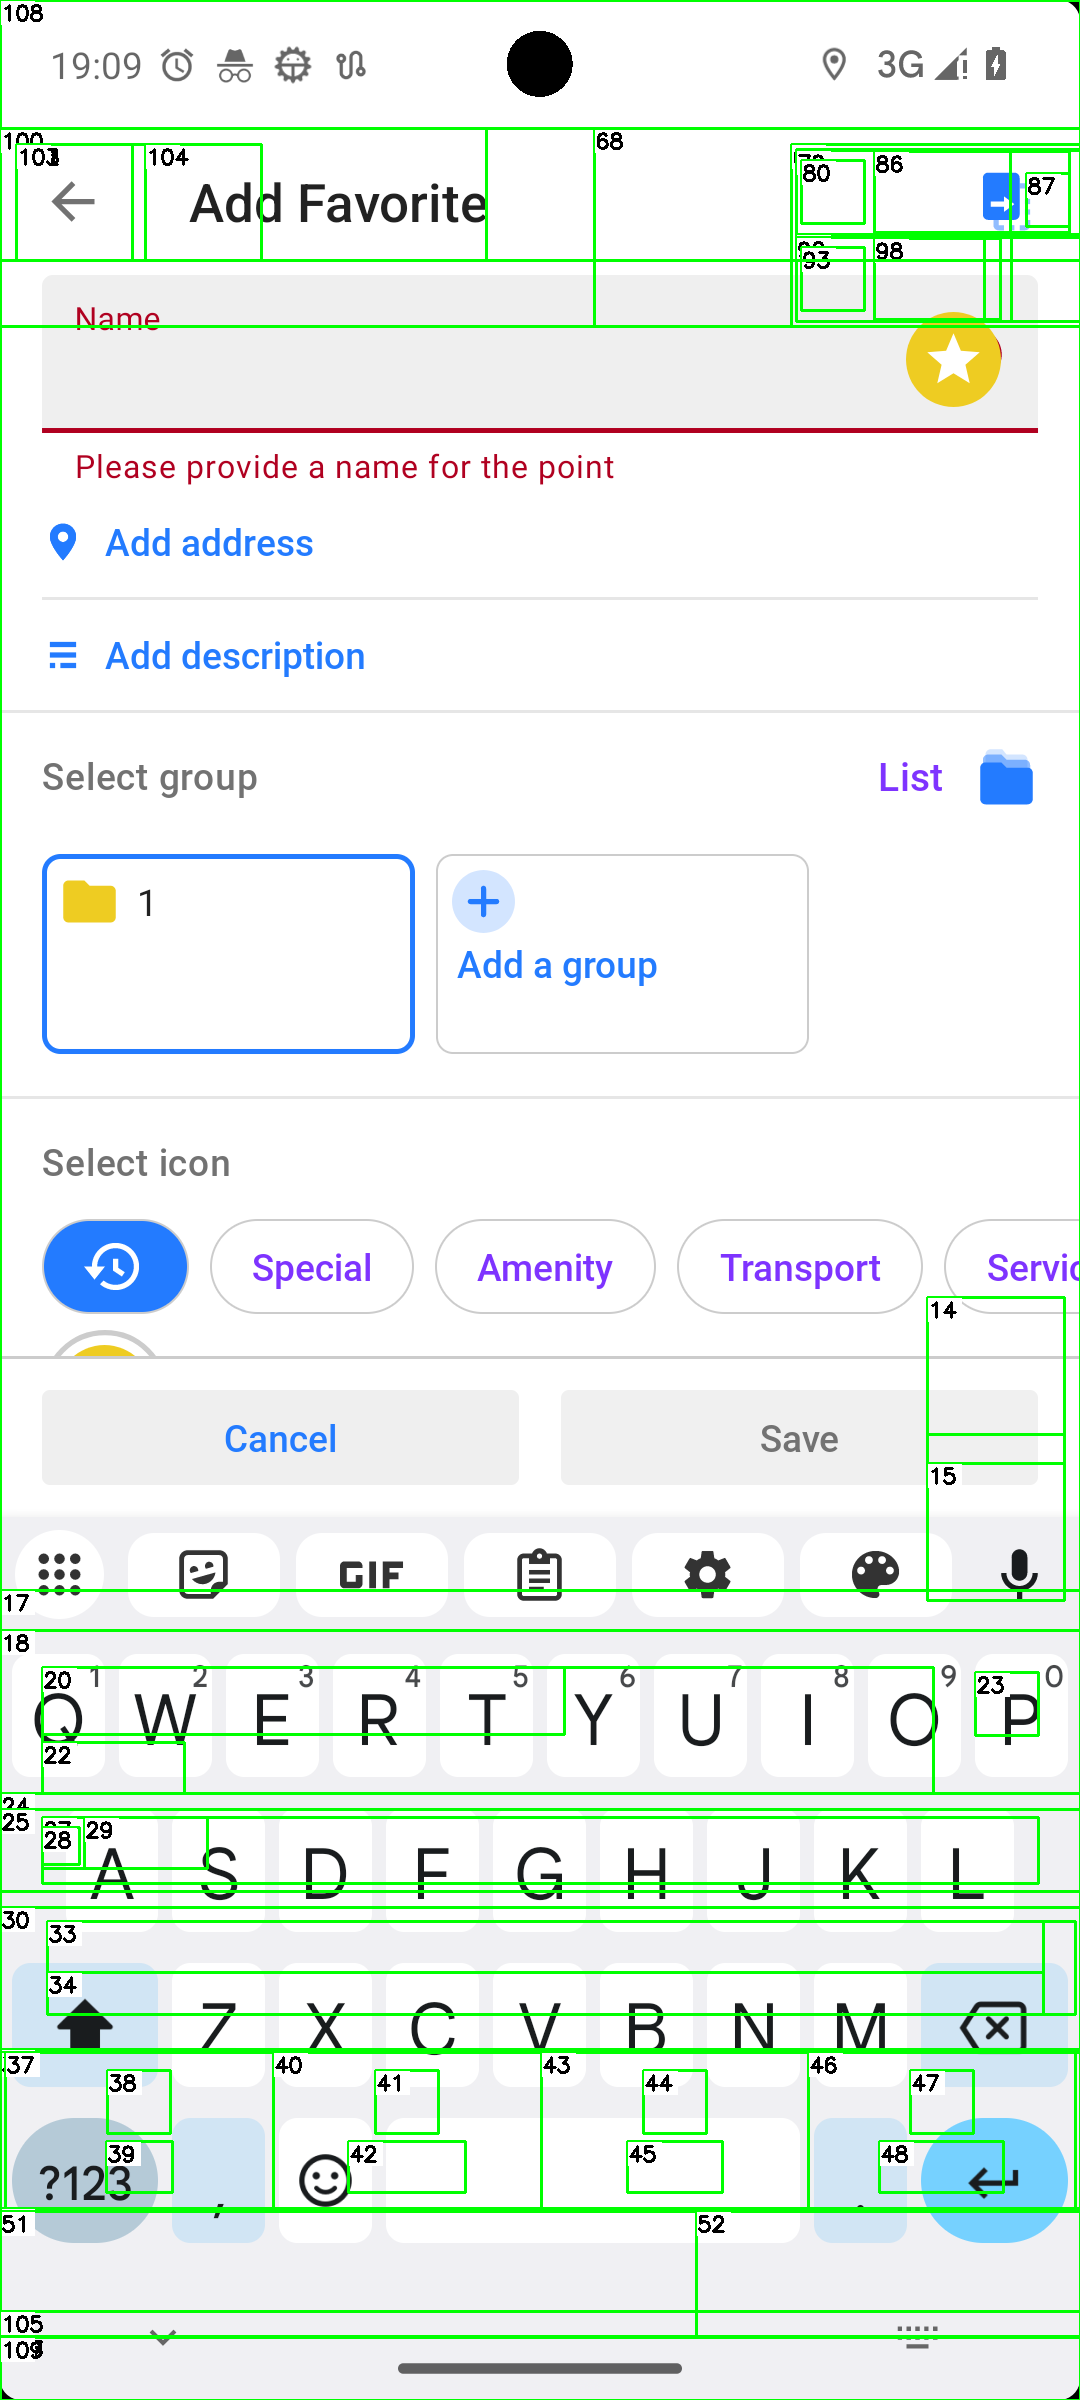 108
19:09
3G
100
68
103
104
80
86
87
Add Favorite
93
98
Name
Please provide a name for the point
Add address
Add description
Select group
List
1
Add a group
Select icon
Special
Amenity
Transport
Servic
14
Cancel
Save
15
GIF
17
18
20
1 2 3 4 5 6 7 8 9 0
23
Q W E R T Y U I O P
22
24
25
28
29
A S D F G H J K L
30
33
34
Z X C V B N M
37
40
43
46
38
41
44
47
39
42
45
48
?123 , .
51
52
105
109